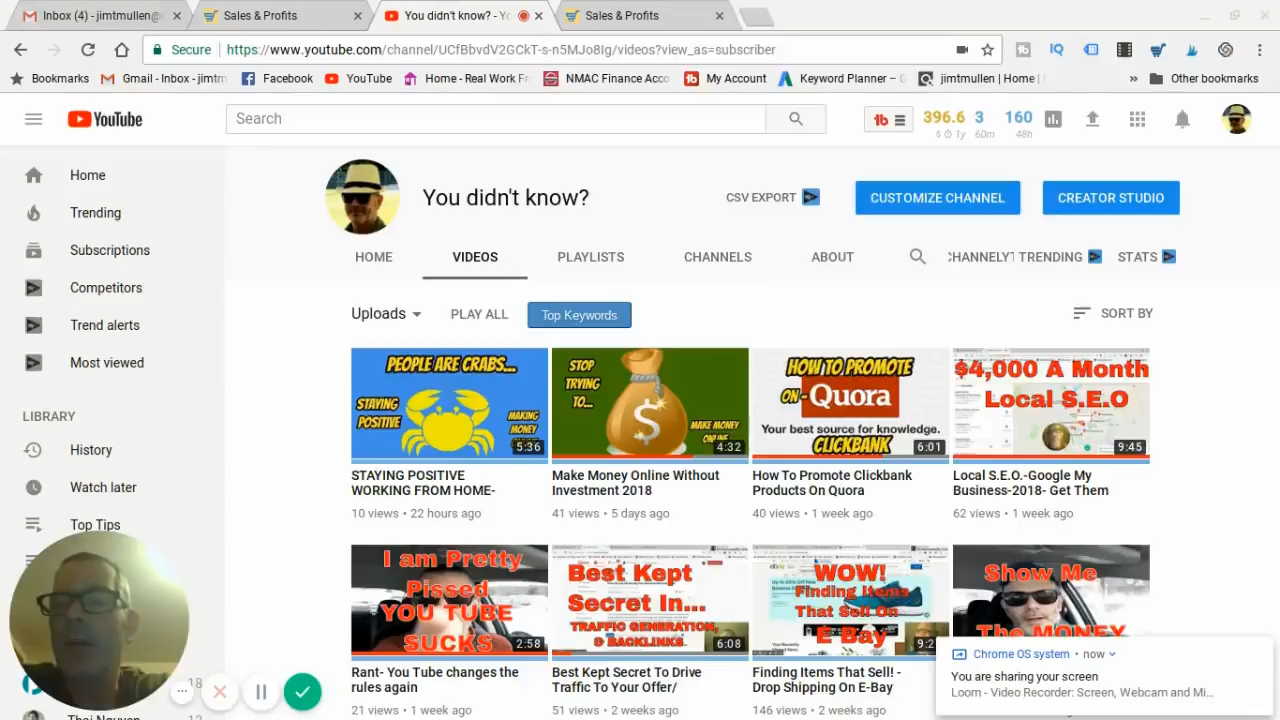 Inbox (4) - jimtmullen@
Sales & Profits
You didn't know? - Yo
Sales & Profits
Secure
https://www.youtube.com/channel/UCfBbvdV2GCkT-s-n5MJo8Ig/videos?view_as=subscriber
IQ
Bookmarks
Gmail - Inbox - jimtm
Facebook
YouTube
Home - Real Work Fr
NMAC Finance Acco
My Account
Keyword Planner – G
jimtmullen | Home |
»
Other bookmarks
YouTube
Search
tb
396.6 3 160
$ 1y 60m 48h
Home
Trending
Subscriptions
Competitors
Trend alerts
Most viewed
LIBRARY
History
Watch later
Top Tips
18
Thai Nguyen 12
You didn't know?
CSV EXPORT
CUSTOMIZE CHANNEL
CREATOR STUDIO
HOME
VIDEOS
PLAYLISTS
CHANNELS
ABOUT
CHANNELYT TRENDING
STATS
Uploads
PLAY ALL
Top Keywords
SORT BY
PEOPLE ARE CRABS...
STAYING
POSITIVE
MAKING
MONEY
ONLINE
5:36
STAYING POSITIVE
WORKING FROM HOME-
10 views • 22 hours ago
STOP
TRYING
TO...
$
MAKE MONEY
ONLINE
4:32
Make Money Online Without
Investment 2018
41 views • 5 days ago
HOW TO PROMOTE
ON- Quora
Your best source for knowledge.
CLICKBANK
6:01
How To Promote Clickbank
Products On Quora
40 views • 1 week ago
$4,000 A Month
Local S.E.O
9:45
Local S.E.O.-Google My
Business-2018- Get Them
62 views • 1 week ago
I am Pretty
Pissed
YOU TUBE
SUCKS
2:58
Rant- You Tube changes the
rules again
21 views • 1 week ago
Best Kept
Secret In...
TRAFFIC GENERATION,
& BACKLINKS
6:08
Best Kept Secret To Drive
Traffic To Your Offer/
51 views • 2 weeks ago
WOW!
Finding Items
That Sell On
E Bay
9:2
Finding Items That Sell! -
Drop Shipping On E-Bay
146 views • 2 weeks ago
Show Me
The MONEY
Chrome OS system • now
You are sharing your screen
Loom - Video Recorder: Screen, Webcam and Mi...